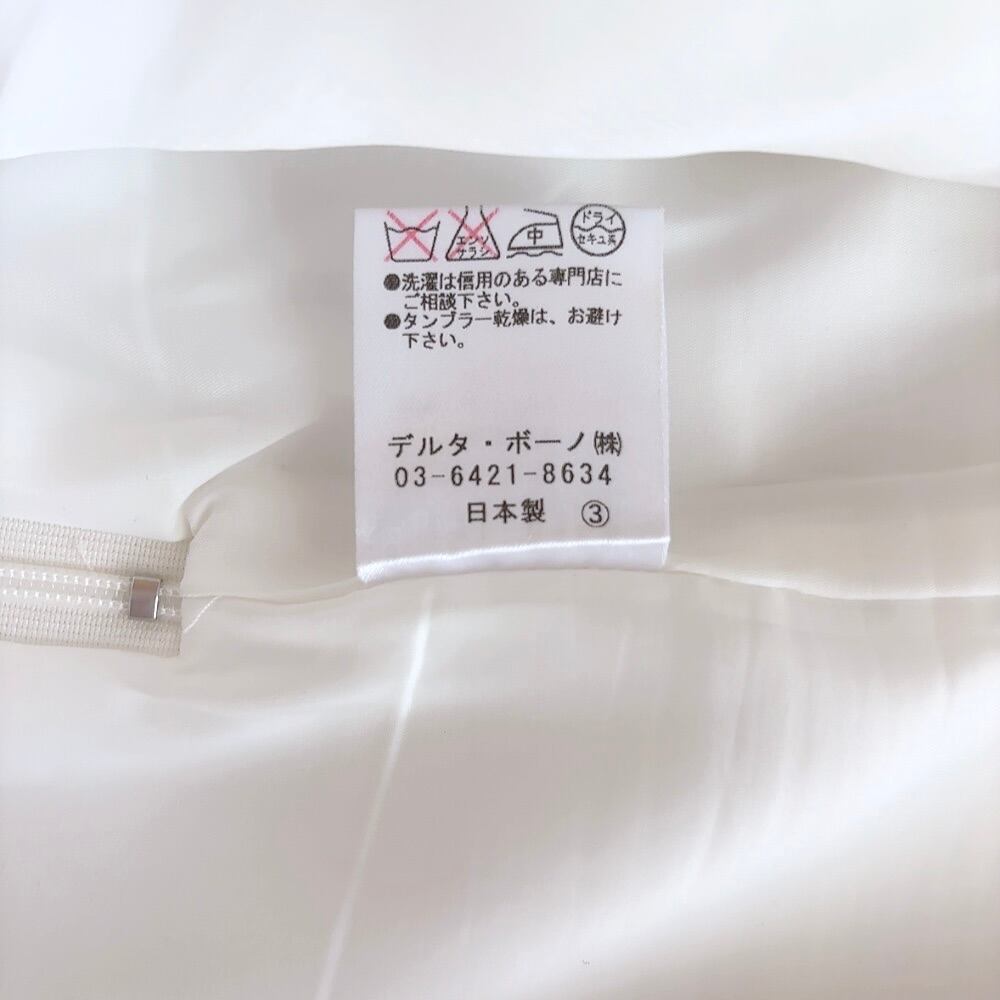 エンソ
サラシ
中
ドライ
セキユ系
●洗濯は信用のある専門店に
ご相談下さい。
●タンブラー乾燥は、お避け
下さい。
デルタ・ボーノ㈱
03-6421-8634
日本製 ③